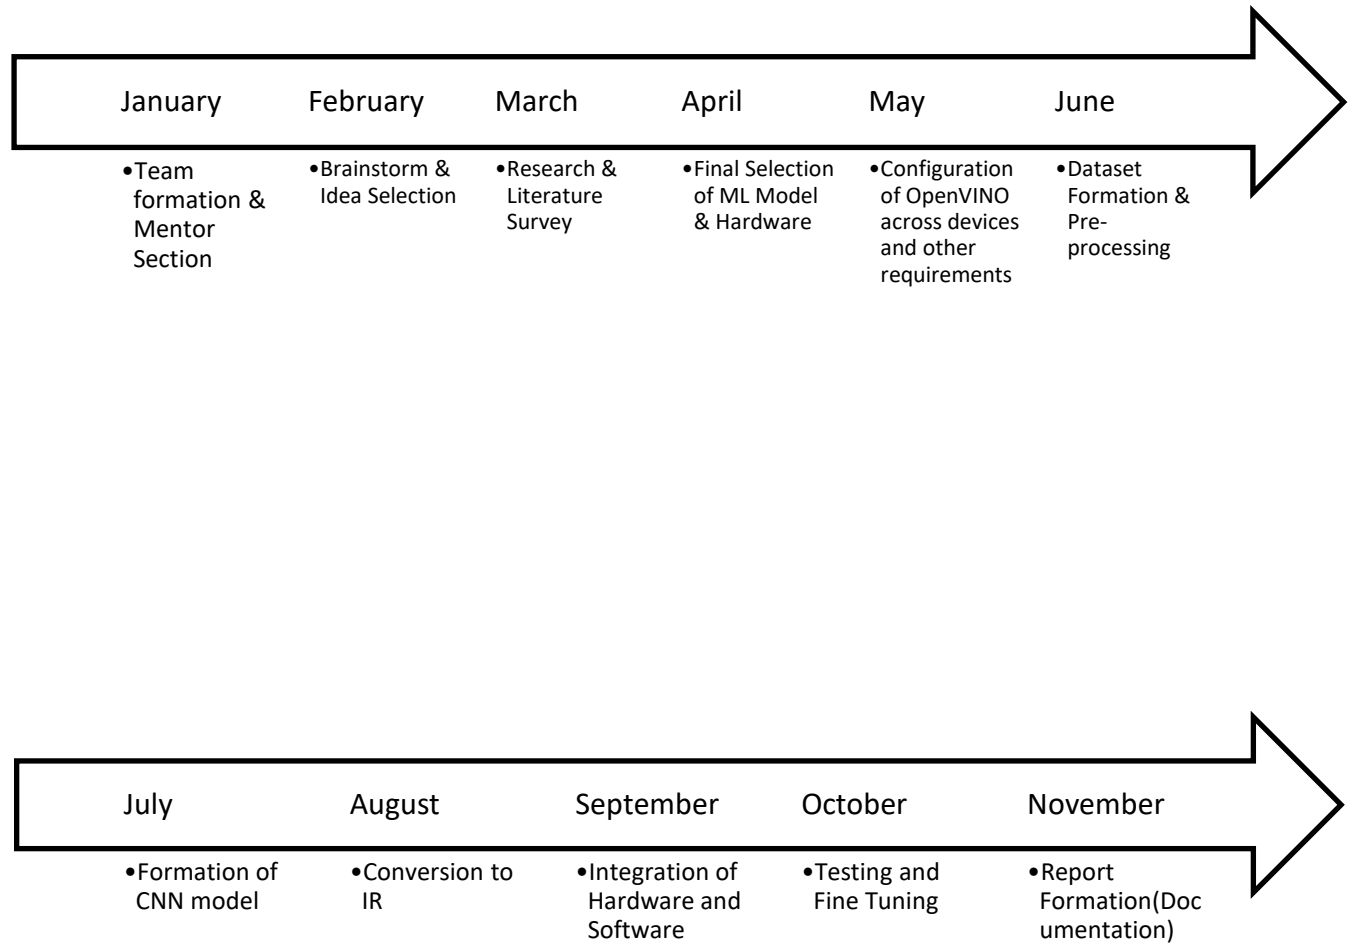 January February March April May June
•Team
formation &
Mentor
Section
•Brainstorm &
Idea Selection
•Research &
Literature
Survey
•Final Selection
of ML Model
& Hardware
•Configuration
of OpenVINO
across devices
and other
requirements
•Dataset
Formation &
Pre-
processing
July August September October November
•Formation of
CNN model
•Conversion to
IR
•Integration of
Hardware and
Software
•Testing and
Fine Tuning
•Report
Formation(Doc
umentation)